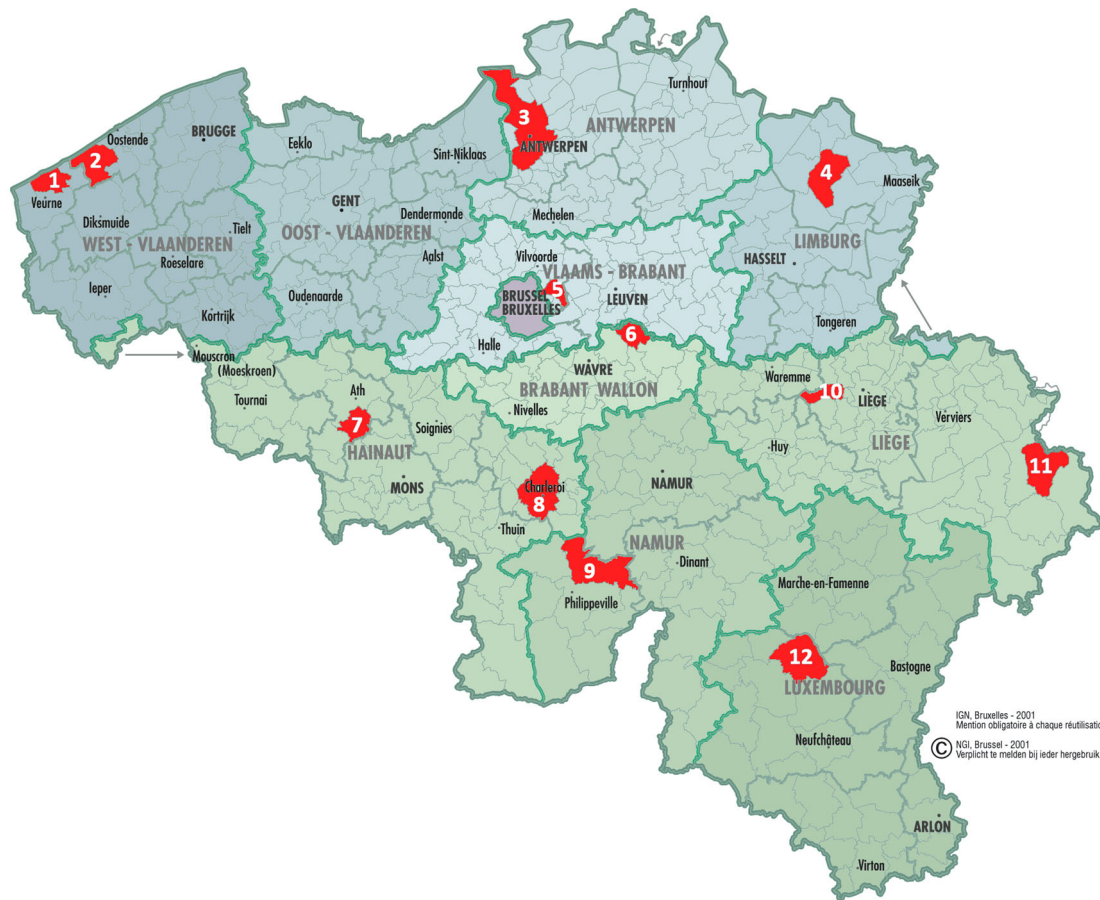 Turnhout
3
Oostende
BRUGGE
Eeklo
ANTWERPEN
ANTWERPEN
2
Sint-Niklaas
1
4
Maaseik
Veurne
GENT
Diksmuide
Tielt
Dendermonde
Mechelen
WEST - VLAANDEREN
OOST - VLAANDEREN
LIMBURG
Roeselare
Aalst
Vilvoorde
HASSELT
VLAAMS - BRABANT
Ieper
Oudenaarde
BRUSSEL
BRUXELLES
5
LEUVEN
Kortrijk
Tongeren
6
Halle
Mouscron
(Moeskroen)
WAVRE
Waremme
BRABANT WALLON
Ath
10
LIÈGE
Tournai
Nivelles
Verviers
7
Soignies
HAINAUT
Huy
LIÈGE
11
MONS
Charleroi
8
NAMUR
Thuin
NAMUR
9
Dinant
Marche-en-Famenne
Philippeville
12
Bastogne
LUXEMBOURG
Neufchâteau
IGN, Bruxelles - 2001
Mention obligatoire à chaque réutilisatio
© NGI, Brussel - 2001
Verplicht te melden bij ieder hergebruik
ARLON
Virton